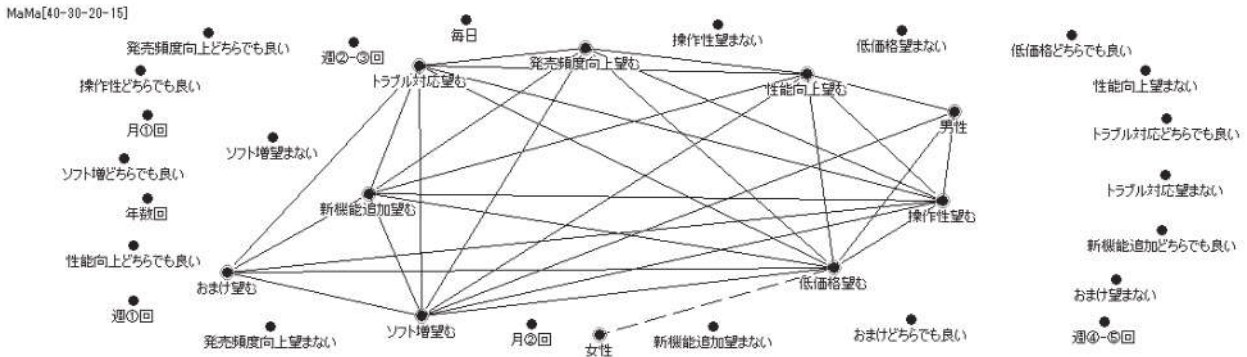 MaMa[40-30-20-15]
毎日
発売頻度向上どちらでも良い
週②-③回
操作性望まない
低価格望まない
低価格どちらでも良い
発売頻度向上望む
トラブル対応望む
操作性どちらでも良い
性能向上望む
性能向上望まない
月①回
男性
トラブル対応どちらでも良い
ソフト増望まない
ソフト増どちらでも良い
トラブル対応望まない
新機能追加望む
年数回
操作性望む
新機能追加どちらでも良い
性能向上どちらでも良い
おまけ望む
低価格望む
おまけ望まない
週①回
ソフト増望む
発売頻度向上望まない
月②回
女性
新機能追加望まない
おまけどちらでも良い
週④-⑤回